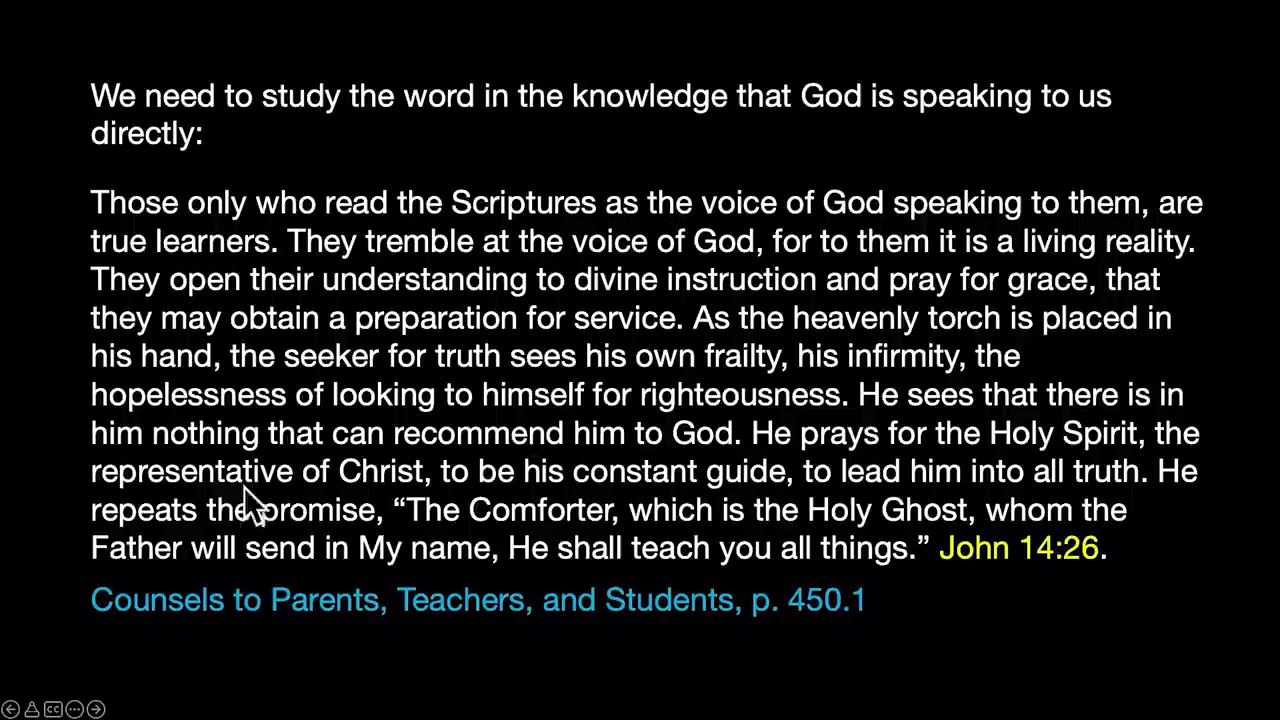 We need to study the word in the knowledge that God is speaking to us
directly:
Those only who read the Scriptures as the voice of God speaking to them, are
true learners. They tremble at the voice of God, for to them it is a living reality.
They open their understanding to divine instruction and pray for grace, that
they may obtain a preparation for service. As the heavenly torch is placed in
his hand, the seeker for truth sees his own frailty, his infirmity, the
hopelessness of looking to himself for righteousness. He sees that there is in
him nothing that can recommend him to God. He prays for the Holy Spirit, the
representative of Christ, to be his constant guide, to lead him into all truth. He
repeats the promise, “The Comforter, which is the Holy Ghost, whom the
Father will send in My name, He shall teach you all things.” John 14:26.
Counsels to Parents, Teachers, and Students, p. 450.1
CC